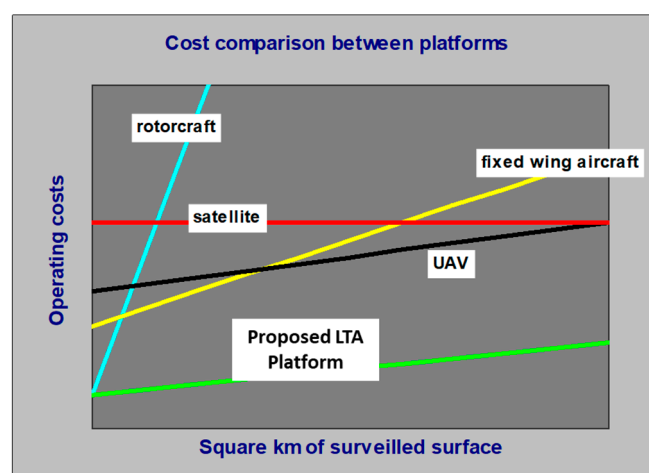 Cost comparison between platforms
rotorcraft
fixed wing aircraft
satellite
UAV
Proposed LTA
Platform
Operating costs
Square km of surveilled surface